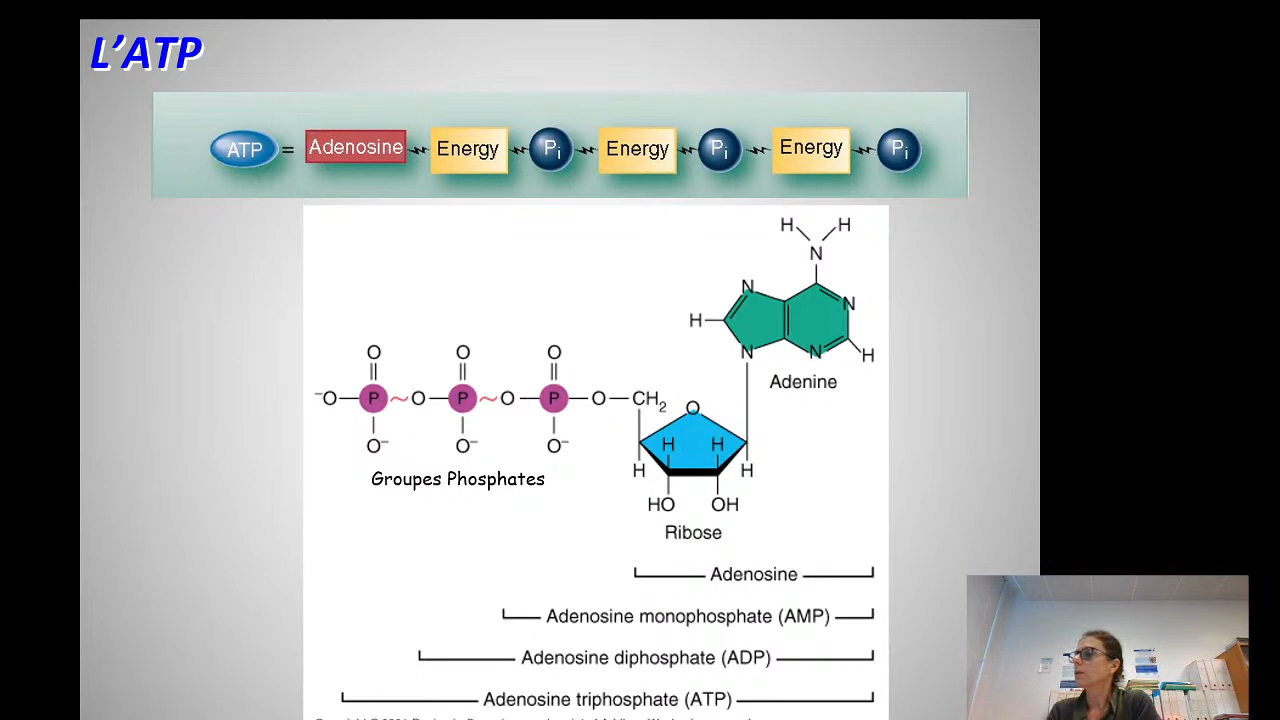 L'ATP
ATP = Adenosine Energy Pi Energy Pi Energy Pi
H H
N
N N
H
N N H
Adenine
O O O
⁻O P ~ O P ~ O P O CH2 O
O⁻ O⁻ O⁻
H H
H H
Groupes Phosphates
HO OH
Ribose
Adenosine
Adenosine monophosphate (AMP)
Adenosine diphosphate (ADP)
Adenosine triphosphate (ATP)